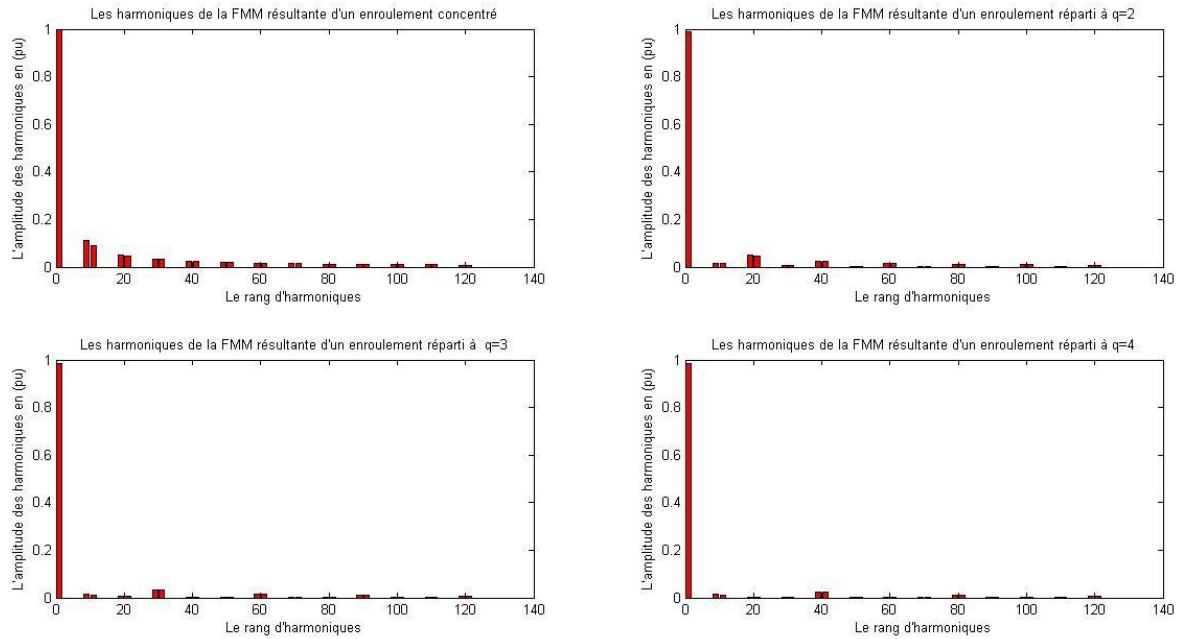 Les harmoniques de la FMM résultante d'un enroulement concentré
L'amplitude des harmoniques en (pu)
1
0.8
0.6
0.4
0.2
0
0 20 40 60 80 100 120 140
Le rang d'harmoniques
Les harmoniques de la FMM résultante d'un enroulement réparti à q=2
L'amplitude des harmoniques en (pu)
1
0.8
0.6
0.4
0.2
0
0 20 40 60 80 100 120 140
Le rang d'harmoniques
Les harmoniques de la FMM résultante d'un enroulement réparti à q=3
L'amplitude des harmoniques en (pu)
1
0.8
0.6
0.4
0.2
0
0 20 40 60 80 100 120 140
Le rang d'harmoniques
Les harmoniques de la FMM résultante d'un enroulement réparti à q=4
L'amplitude des harmoniques en (pu)
1
0.8
0.6
0.4
0.2
0
0 20 40 60 80 100 120 140
Le rang d'harmoniques